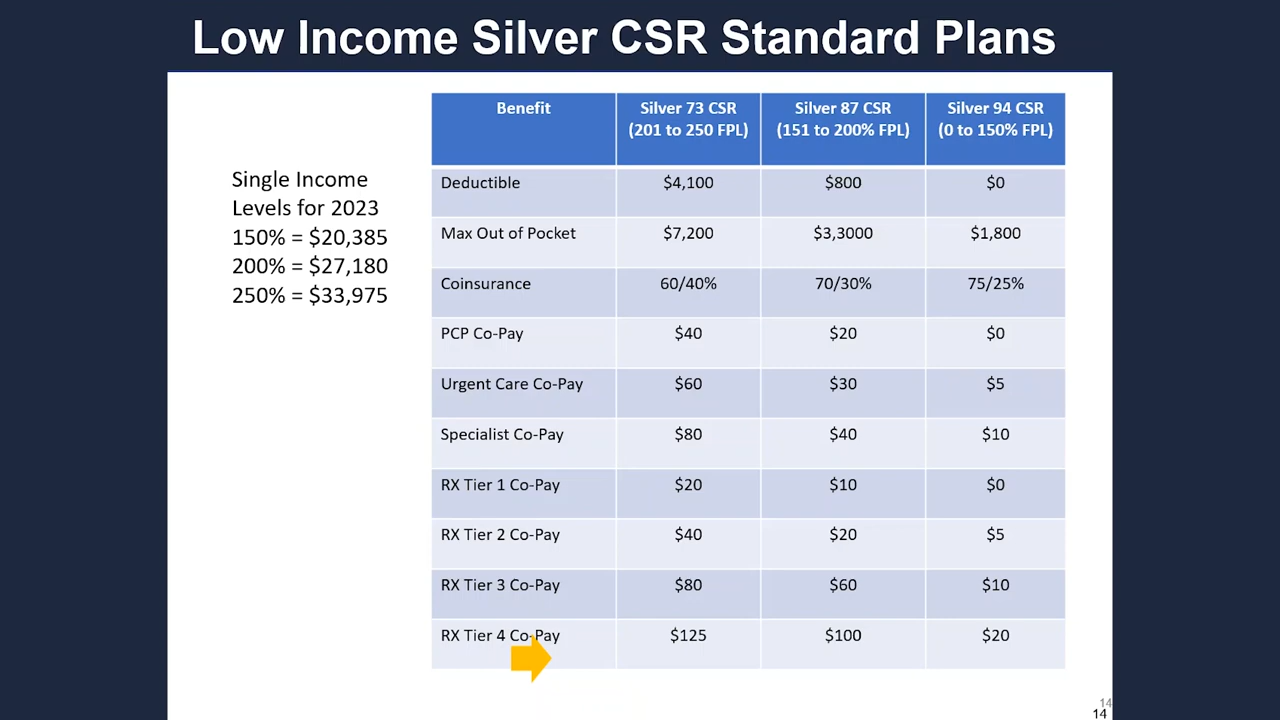 Low Income Silver CSR Standard Plans
Single Income
Levels for 2023
150% = $20,385
200% = $27,180
250% = $33,975
Benefit Silver 73 CSR (201 to 250 FPL) Silver 87 CSR (151 to 200% FPL) Silver 94 CSR (0 to 150% FPL)
Deductible $4,100 $800 $0
Max Out of Pocket $7,200 $3,3000 $1,800
Coinsurance 60/40% 70/30% 75/25%
PCP Co-Pay $40 $20 $0
Urgent Care Co-Pay $60 $30 $5
Specialist Co-Pay $80 $40 $10
RX Tier 1 Co-Pay $20 $10 $0
RX Tier 2 Co-Pay $40 $20 $5
RX Tier 3 Co-Pay $80 $60 $10
RX Tier 4 Co-Pay $125 $100 $20
14
14